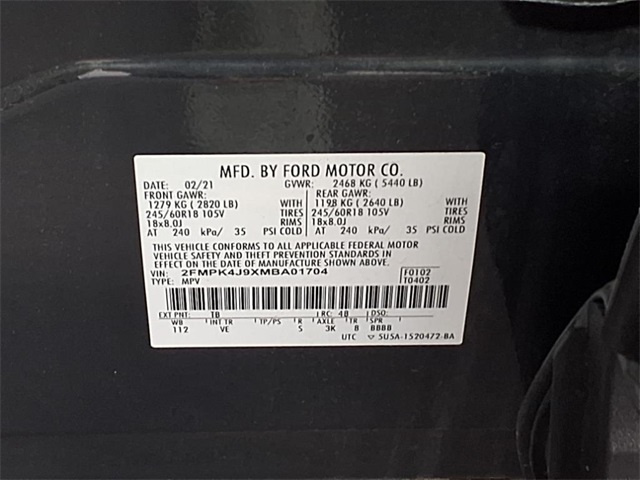 MFD. BY FORD MOTOR CO.
DATE: 02/21 GVWR: 2468 KG ( 5440 LB)
FRONT GAWR: REAR GAWR:
1279 KG ( 2820 LB) WITH 1198 KG ( 2640 LB) WITH
245/60R18 105V TIRES 245/60R18 105V TIRES
18x8.0J RIMS 18x8.0J RIMS
AT 240 kPa/ 35 PSI COLD AT 240 kPa/ 35 PSI COLD
THIS VEHICLE CONFORMS TO ALL APPLICABLE FEDERAL MOTOR
VEHICLE SAFETY AND THEFT PREVENTION STANDARDS IN
EFFECT ON THE DATE OF MANUFACTURE SHOWN ABOVE.
VIN: 2FMPK4J9XMBA01704 F0102
TYPE: MPV T0402
EXT PNT: TB RC: 48 DSO:
WB INT TR TP/PS R AXLE TR SPR
112 VE 5 3K 8 BBBB
UTC 5U5A-1520472-BA